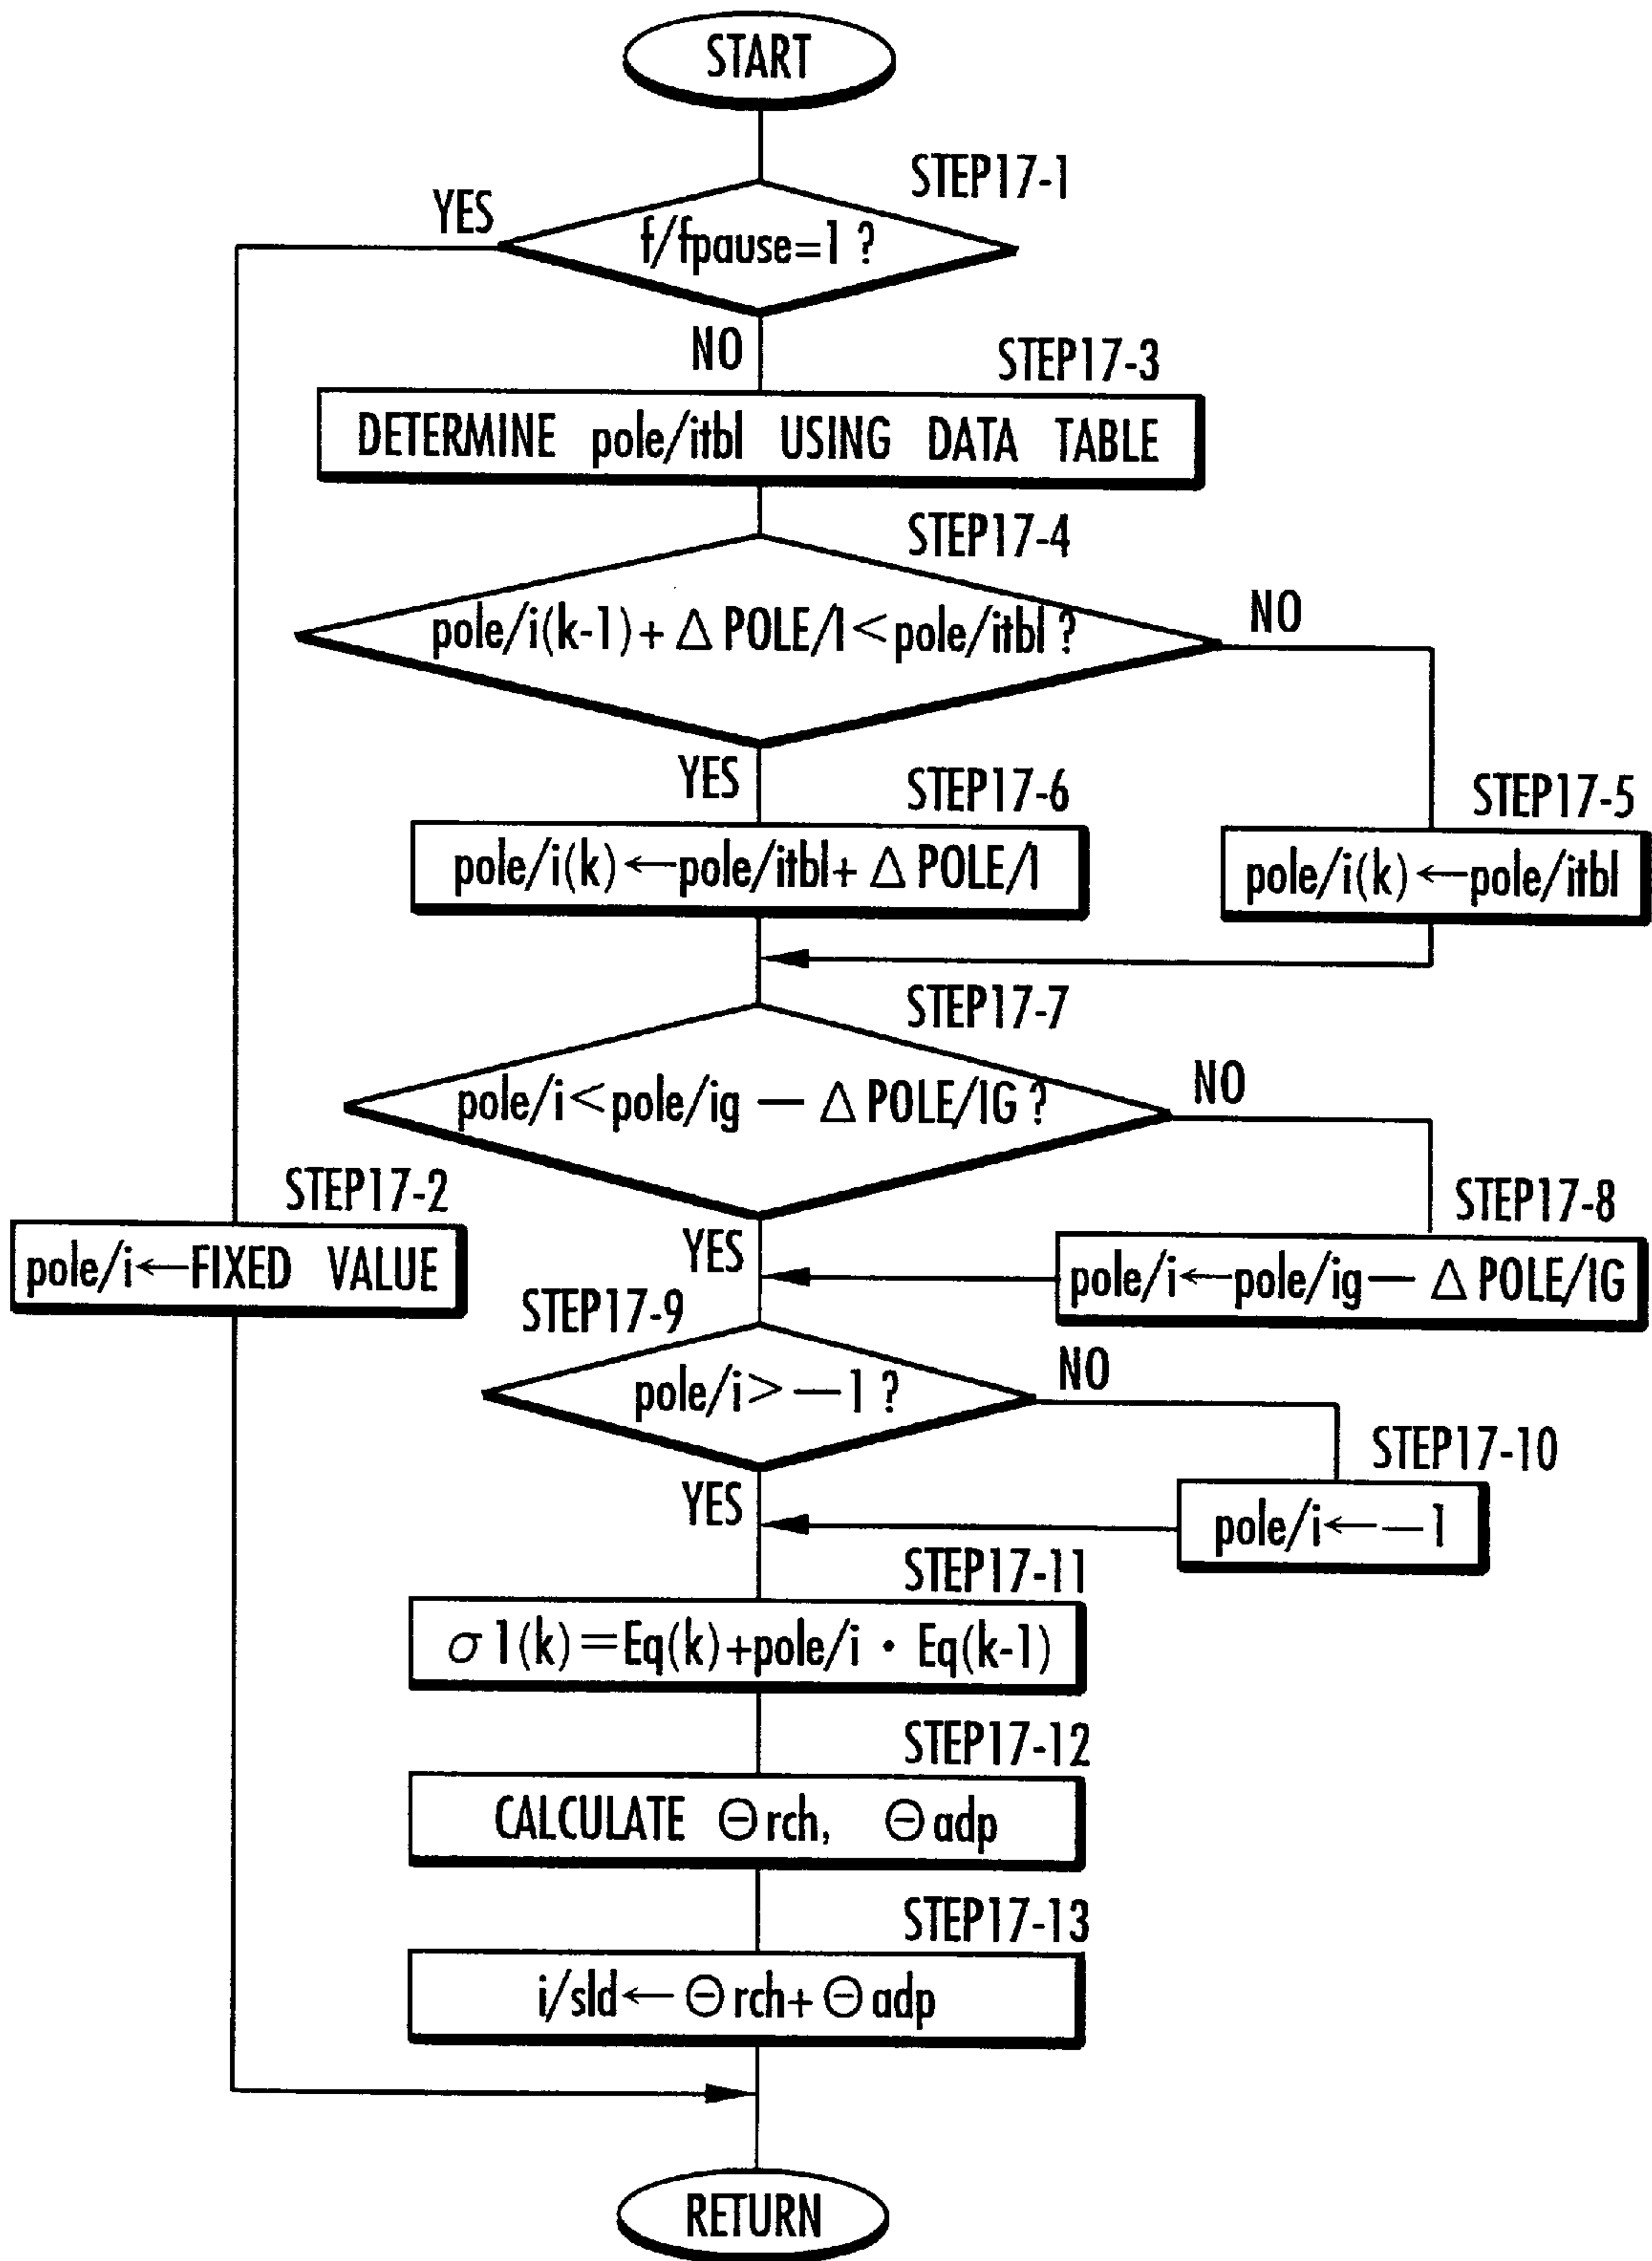 START
STEP17-1
YES
f/fpause=1 ?
NO
STEP17-3
DETERMINE pole/itbl USING DATA TABLE
STEP17-4
pole/i(k-1)+ △ POLE/I<pole/itbl ?
NO
YES
STEP17-6
STEP17-5
pole/i(k)←pole/itbl+ △ POLE/I
pole/i(k)←pole/itbl
STEP17-7
pole/i<pole/ig — △ POLE/IG ?
NO
STEP17-2
STEP17-8
pole/i←FIXED VALUE
YES
pole/i←pole/ig— △ POLE/IG
STEP17-9
pole/i>—1 ?
NO
STEP17-10
YES
pole/i←—1
STEP17-11
σ1(k)=Eq(k)+pole/i · Eq(k-1)
STEP17-12
CALCULATE Θrch, Θadp
STEP17-13
i/sld←Θrch+Θadp
RETURN